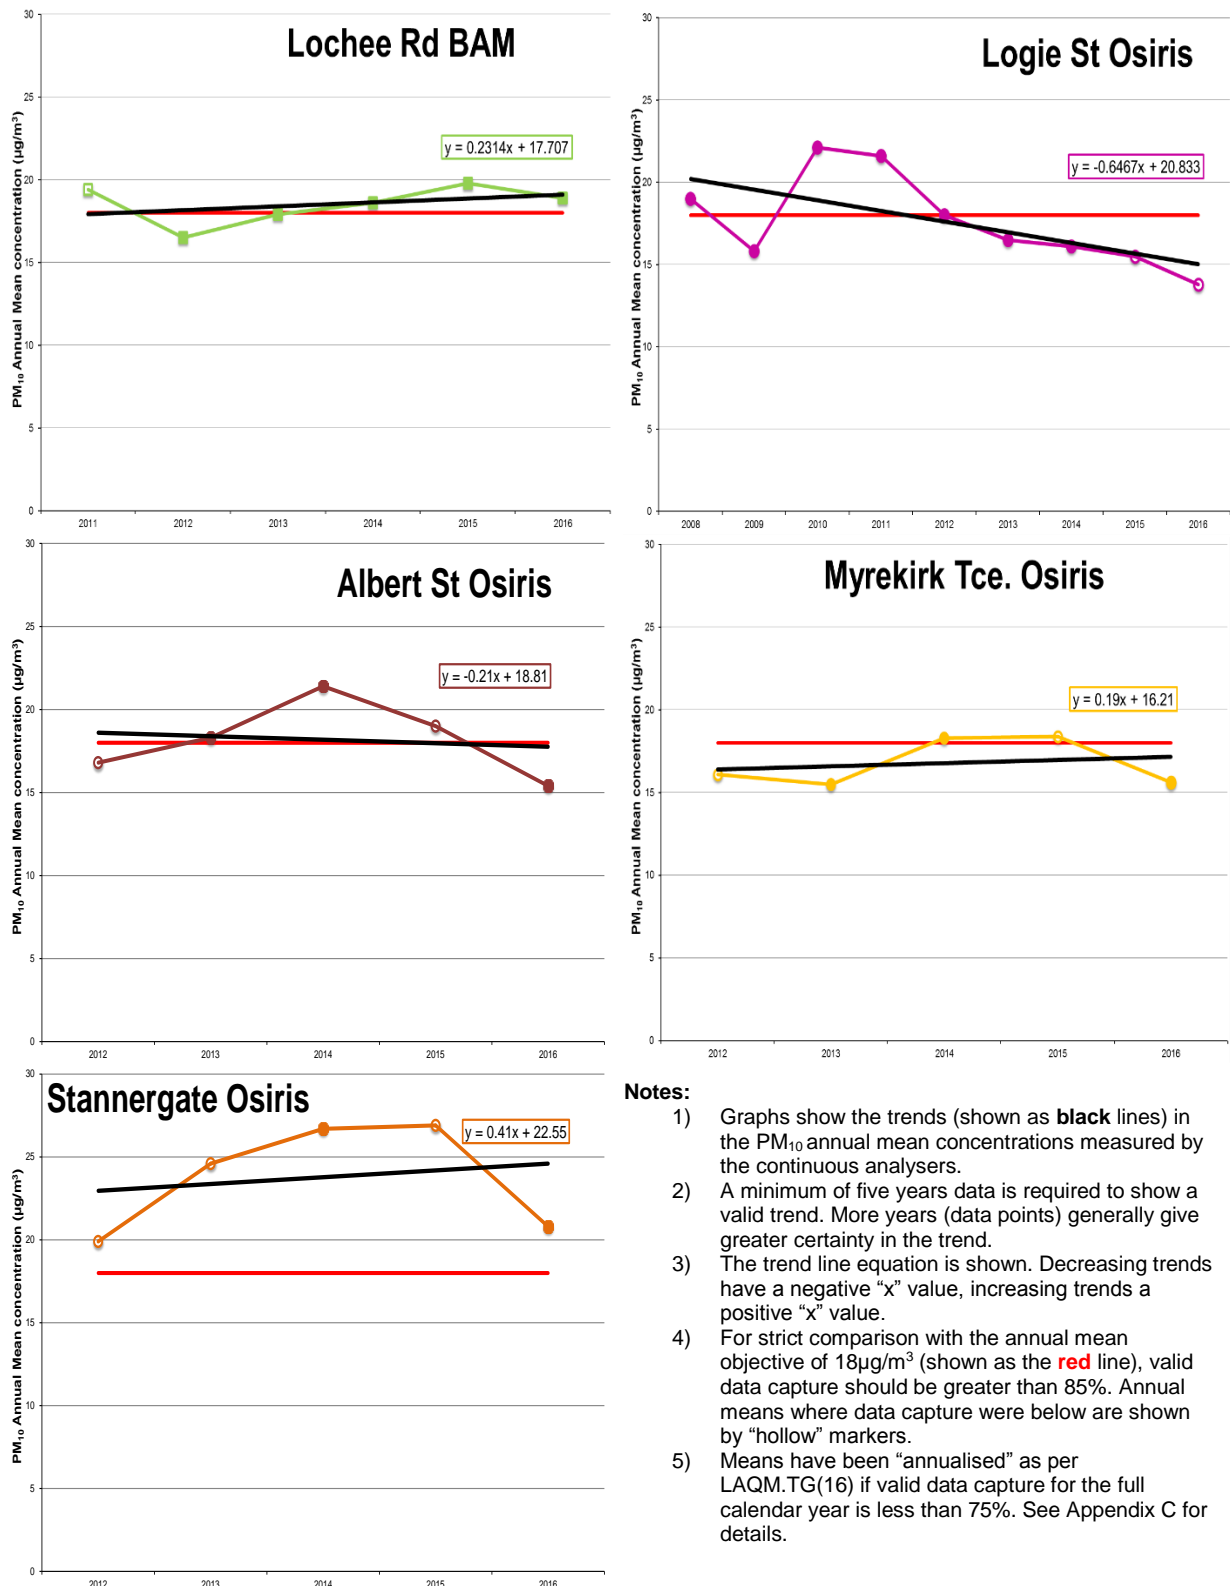 Lochee Rd BAM
PM₁₀ Annual Mean concentration (µg/m³)
30
25
20
15
10
5
0
y = 0.2314x + 17.707
2011 2012 2013 2014 2015 2016
Logie St Osiris
PM₁₀ Annual Mean concentration (µg/m³)
30
25
20
15
10
5
0
y = -0.6467x + 20.833
2008 2009 2010 2011 2012 2013 2014 2015 2016
Albert St Osiris
PM₁₀ Annual Mean concentration (µg/m³)
30
25
20
15
10
5
0
y = -0.21x + 18.81
2012 2013 2014 2015 2016
Myrekirk Tce. Osiris
PM₁₀ Annual Mean concentration (µg/m³)
30
25
20
15
10
5
0
y = 0.19x + 16.21
2012 2013 2014 2015 2016
Stannergate Osiris
PM₁₀ Annual Mean concentration (µg/m³)
30
25
20
15
10
5
0
y = 0.41x + 22.55
2012 2013 2014 2015 2016
Notes:
1) Graphs show the trends (shown as black lines) in
the PM₁₀ annual mean concentrations measured by
the continuous analysers.
2) A minimum of five years data is required to show a
valid trend. More years (data points) generally give
greater certainty in the trend.
3) The trend line equation is shown. Decreasing trends
have a negative “x” value, increasing trends a
positive “x” value.
4) For strict comparison with the annual mean
objective of 18µg/m³ (shown as the red line), valid
data capture should be greater than 85%. Annual
means where data capture were below are shown
by “hollow” markers.
5) Means have been “annualised” as per
LAQM.TG(16) if valid data capture for the full
calendar year is less than 75%. See Appendix C for
details.